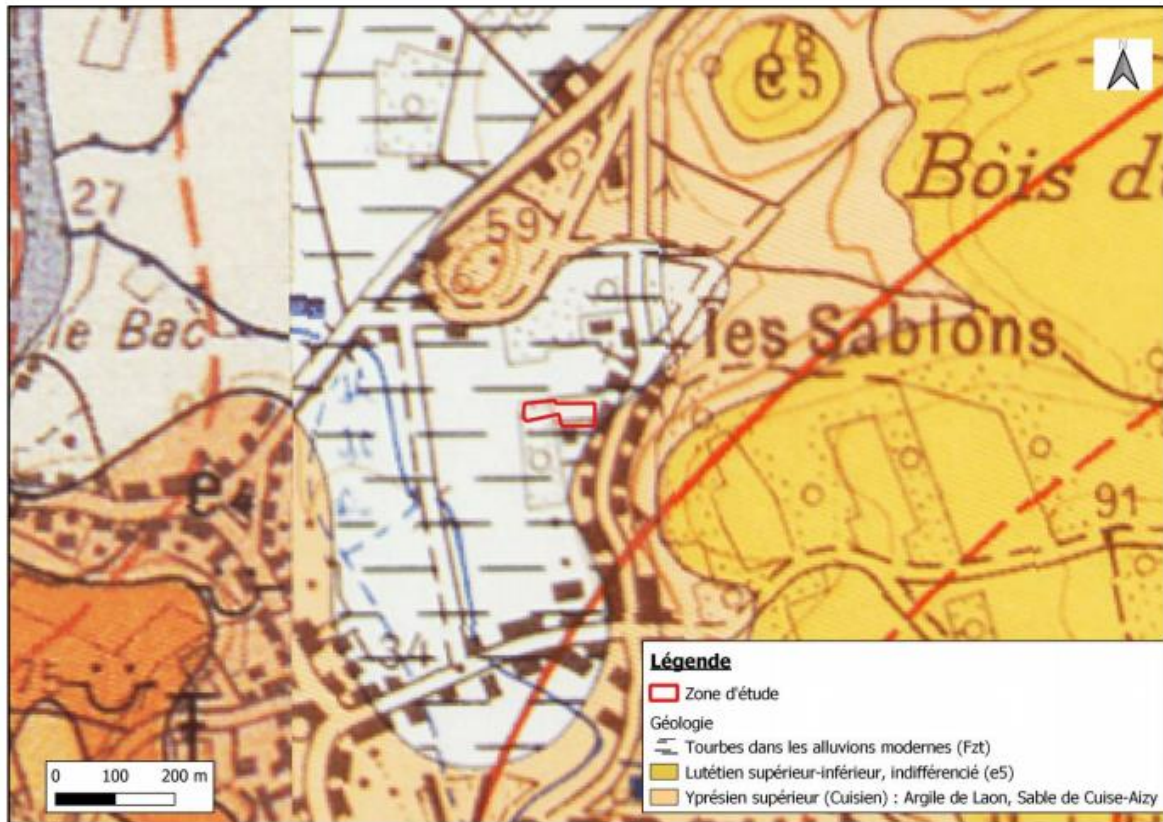 78
e5
N
Bois d
27
59
le Bac
les Sablons
e
91
34
Légende
Zone d'étude
Géologie
Tourbes dans les alluvions modernes (Fzt)
Lutétien supérieur-inférieur, indifférencié (e5)
Yprésien supérieur (Cuisien) : Argile de Laon, Sable de Cuise-Aizy
0 100 200 m